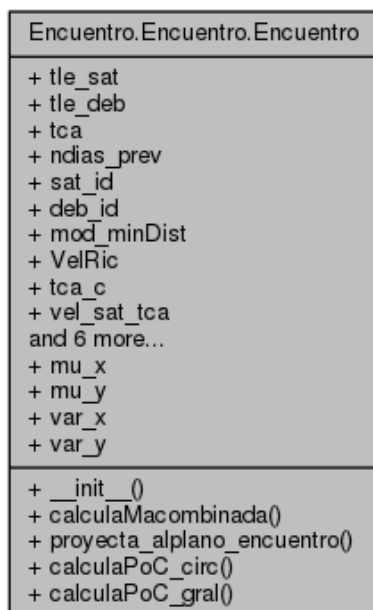 Encuentro.Encuentro.Encuentro
+ tle_sat
+ tle_deb
+ tca
+ ndias_prev
+ sat_id
+ deb_id
+ mod_minDist
+ VelRic
+ tca_c
+ vel_sat_tca
and 6 more...
+ mu_x
+ mu_y
+ var_x
+ var_y
+ __init__()
+ calculaMacombinada()
+ proyecta_alplano_encuentro()
+ calculaPoC_circ()
+ calculaPoC_gral()